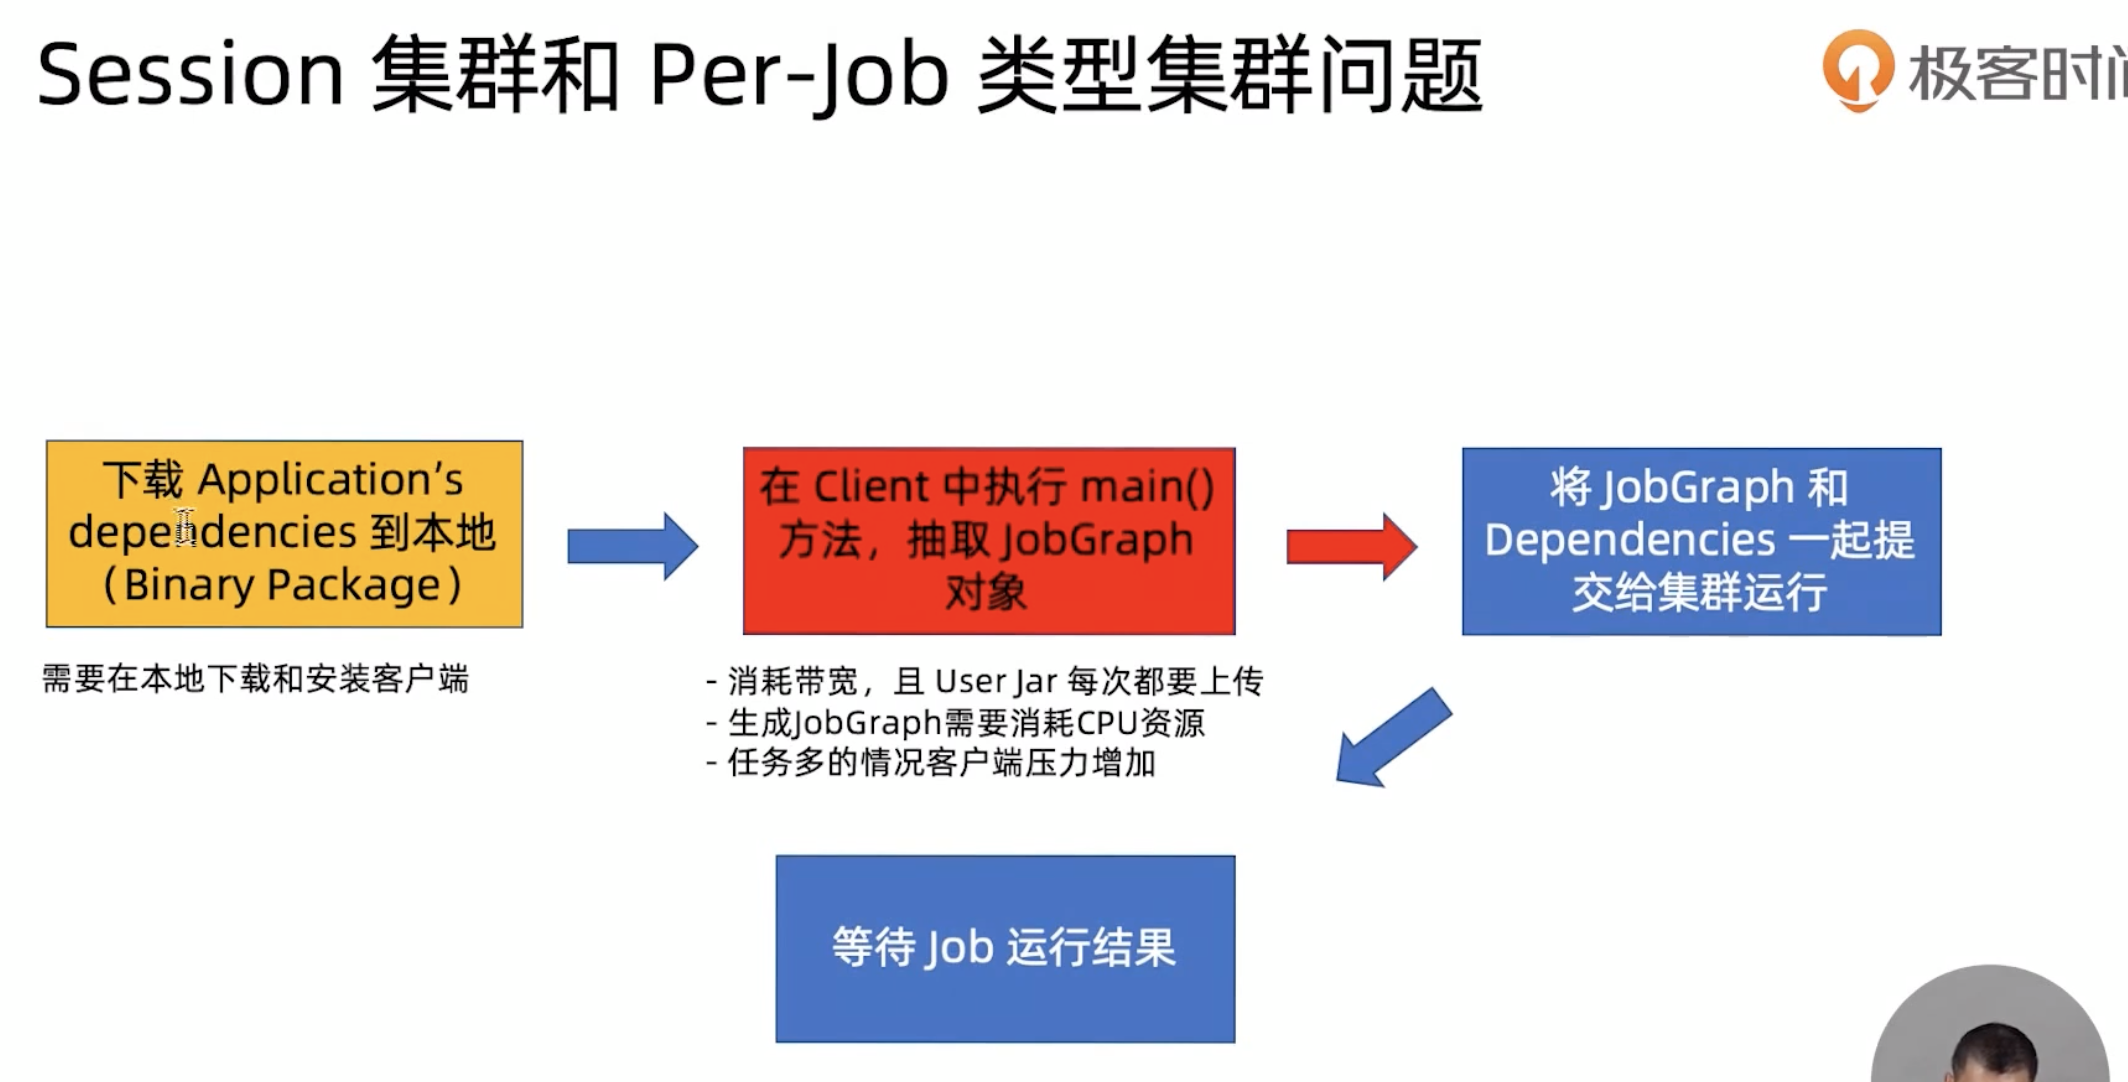 Session 集群和 Per-Job 类型集群问题
极客时间
下载 Application’s
dependencies 到本地
（Binary Package）
在 Client 中执行 main()
方法，抽取 JobGraph
对象
将 JobGraph 和
Dependencies 一起提
交给集群运行
需要在本地下载和安装客户端
- 消耗带宽，且 User Jar 每次都要上传
- 生成JobGraph需要消耗CPU资源
- 任务多的情况客户端压力增加
等待 Job 运行结果